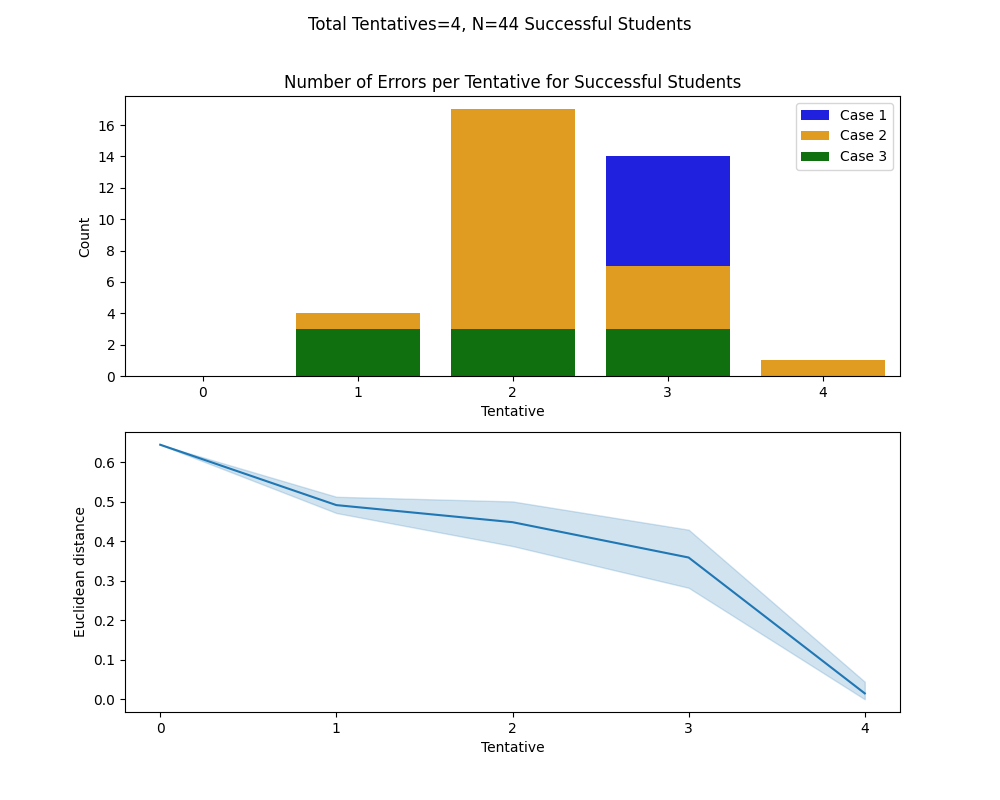 Total Tentatives=4, N=44 Successful Students
Number of Errors per Tentative for Successful Students
Case 1
Case 2
Case 3
Count
16
14
12
10
8
6
4
2
0
0 1 2 3 4
Tentative
Euclidean distance
0.6
0.5
0.4
0.3
0.2
0.1
0.0
0 1 2 3 4
Tentative